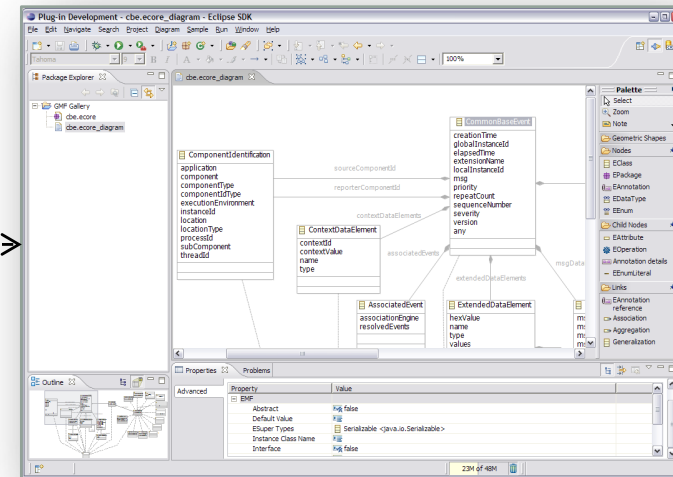 Plug-in Development - cbe.ecore_diagram - Eclipse SDK
File Edit Navigate Search Project Diagram Sample Run Window Help
Tahoma 9 B I A 100%
Package Explorer
cbe.ecore_diagram
GMF Gallery
cbe.ecore
cbe.ecore_diagram
Palette
Select
Zoom
Note
Geometric Shapes
Nodes
EClass
EPackage
EAnnotation
EDataType
EEnum
Child Nodes
EAttribute
EOperation
Annotation details
EEnumLiteral
Links
EAnnotation
reference
Association
Aggregation
Generalization
CommonBaseEvent
creationTime
globalInstanceId
elapsedTime
extensionName
localInstanceId
msg
priority
repeatCount
sequenceNumber
severity
version
any
ComponentIdentification
application
component
componentType
componentIdType
executionEnvironment
instanceId
location
locationType
processId
subComponent
threadId
sourceComponentId
reporterComponentId
contextDataElements
ContextDataElement
contextId
contextValue
name
type
associatedEvents
extendedDataElements
msgData
AssociatedEvent
associationEngine
resolvedEvents
ExtendedDataElement
hexValue
name
type
values
Outline
Properties
Problems
Advanced
Property Value
EMF
Abstract false
Default Value
ESuper Types Serializable <java.io.Serializable>
Instance Class Name
Interface false
23M of 48M